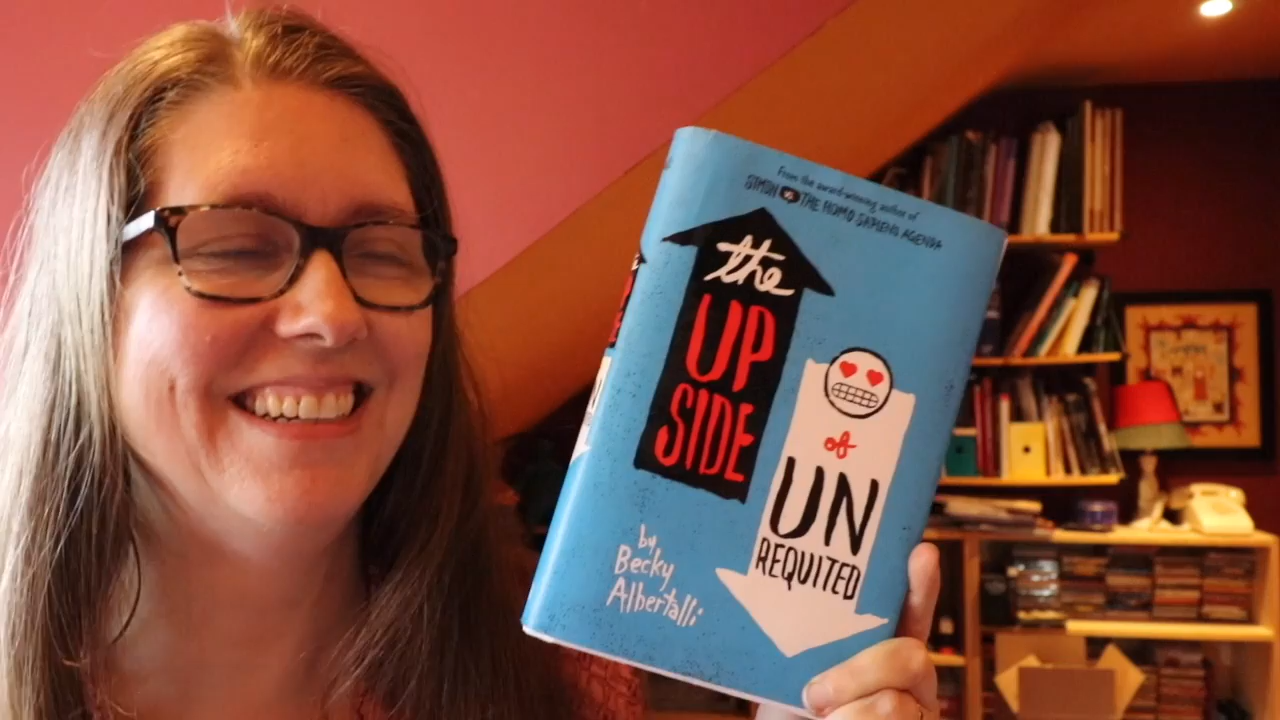 From the award-winning author of
SIMON VS THE HOMO SAPIENS AGENDA
the
UP
SIDE
of
UN
REQUITED
by
Becky
Albertalli